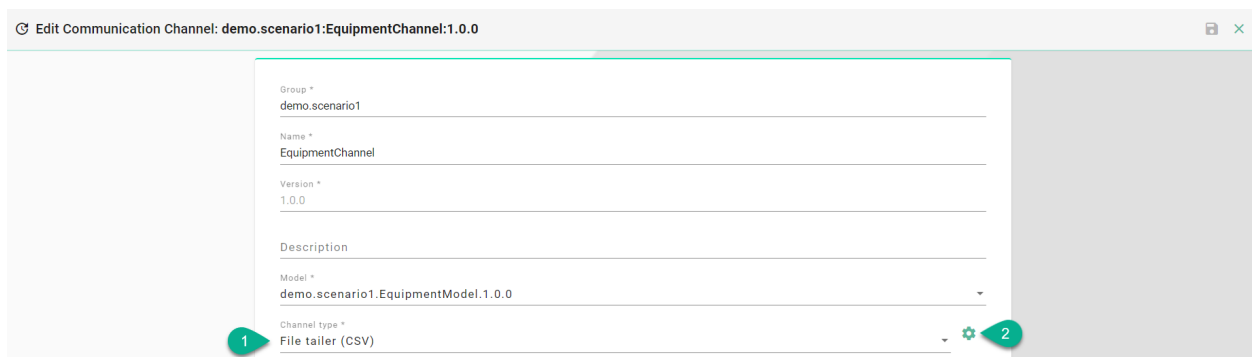 Edit Communication Channel: demo.scenario1:EquipmentChannel:1.0.0
Group *
demo.scenario1
Name *
EquipmentChannel
Version *
1.0.0
Description
Model *
demo.scenario1.EquipmentModel.1.0.0
Channel type *
1 File tailer (CSV) 2